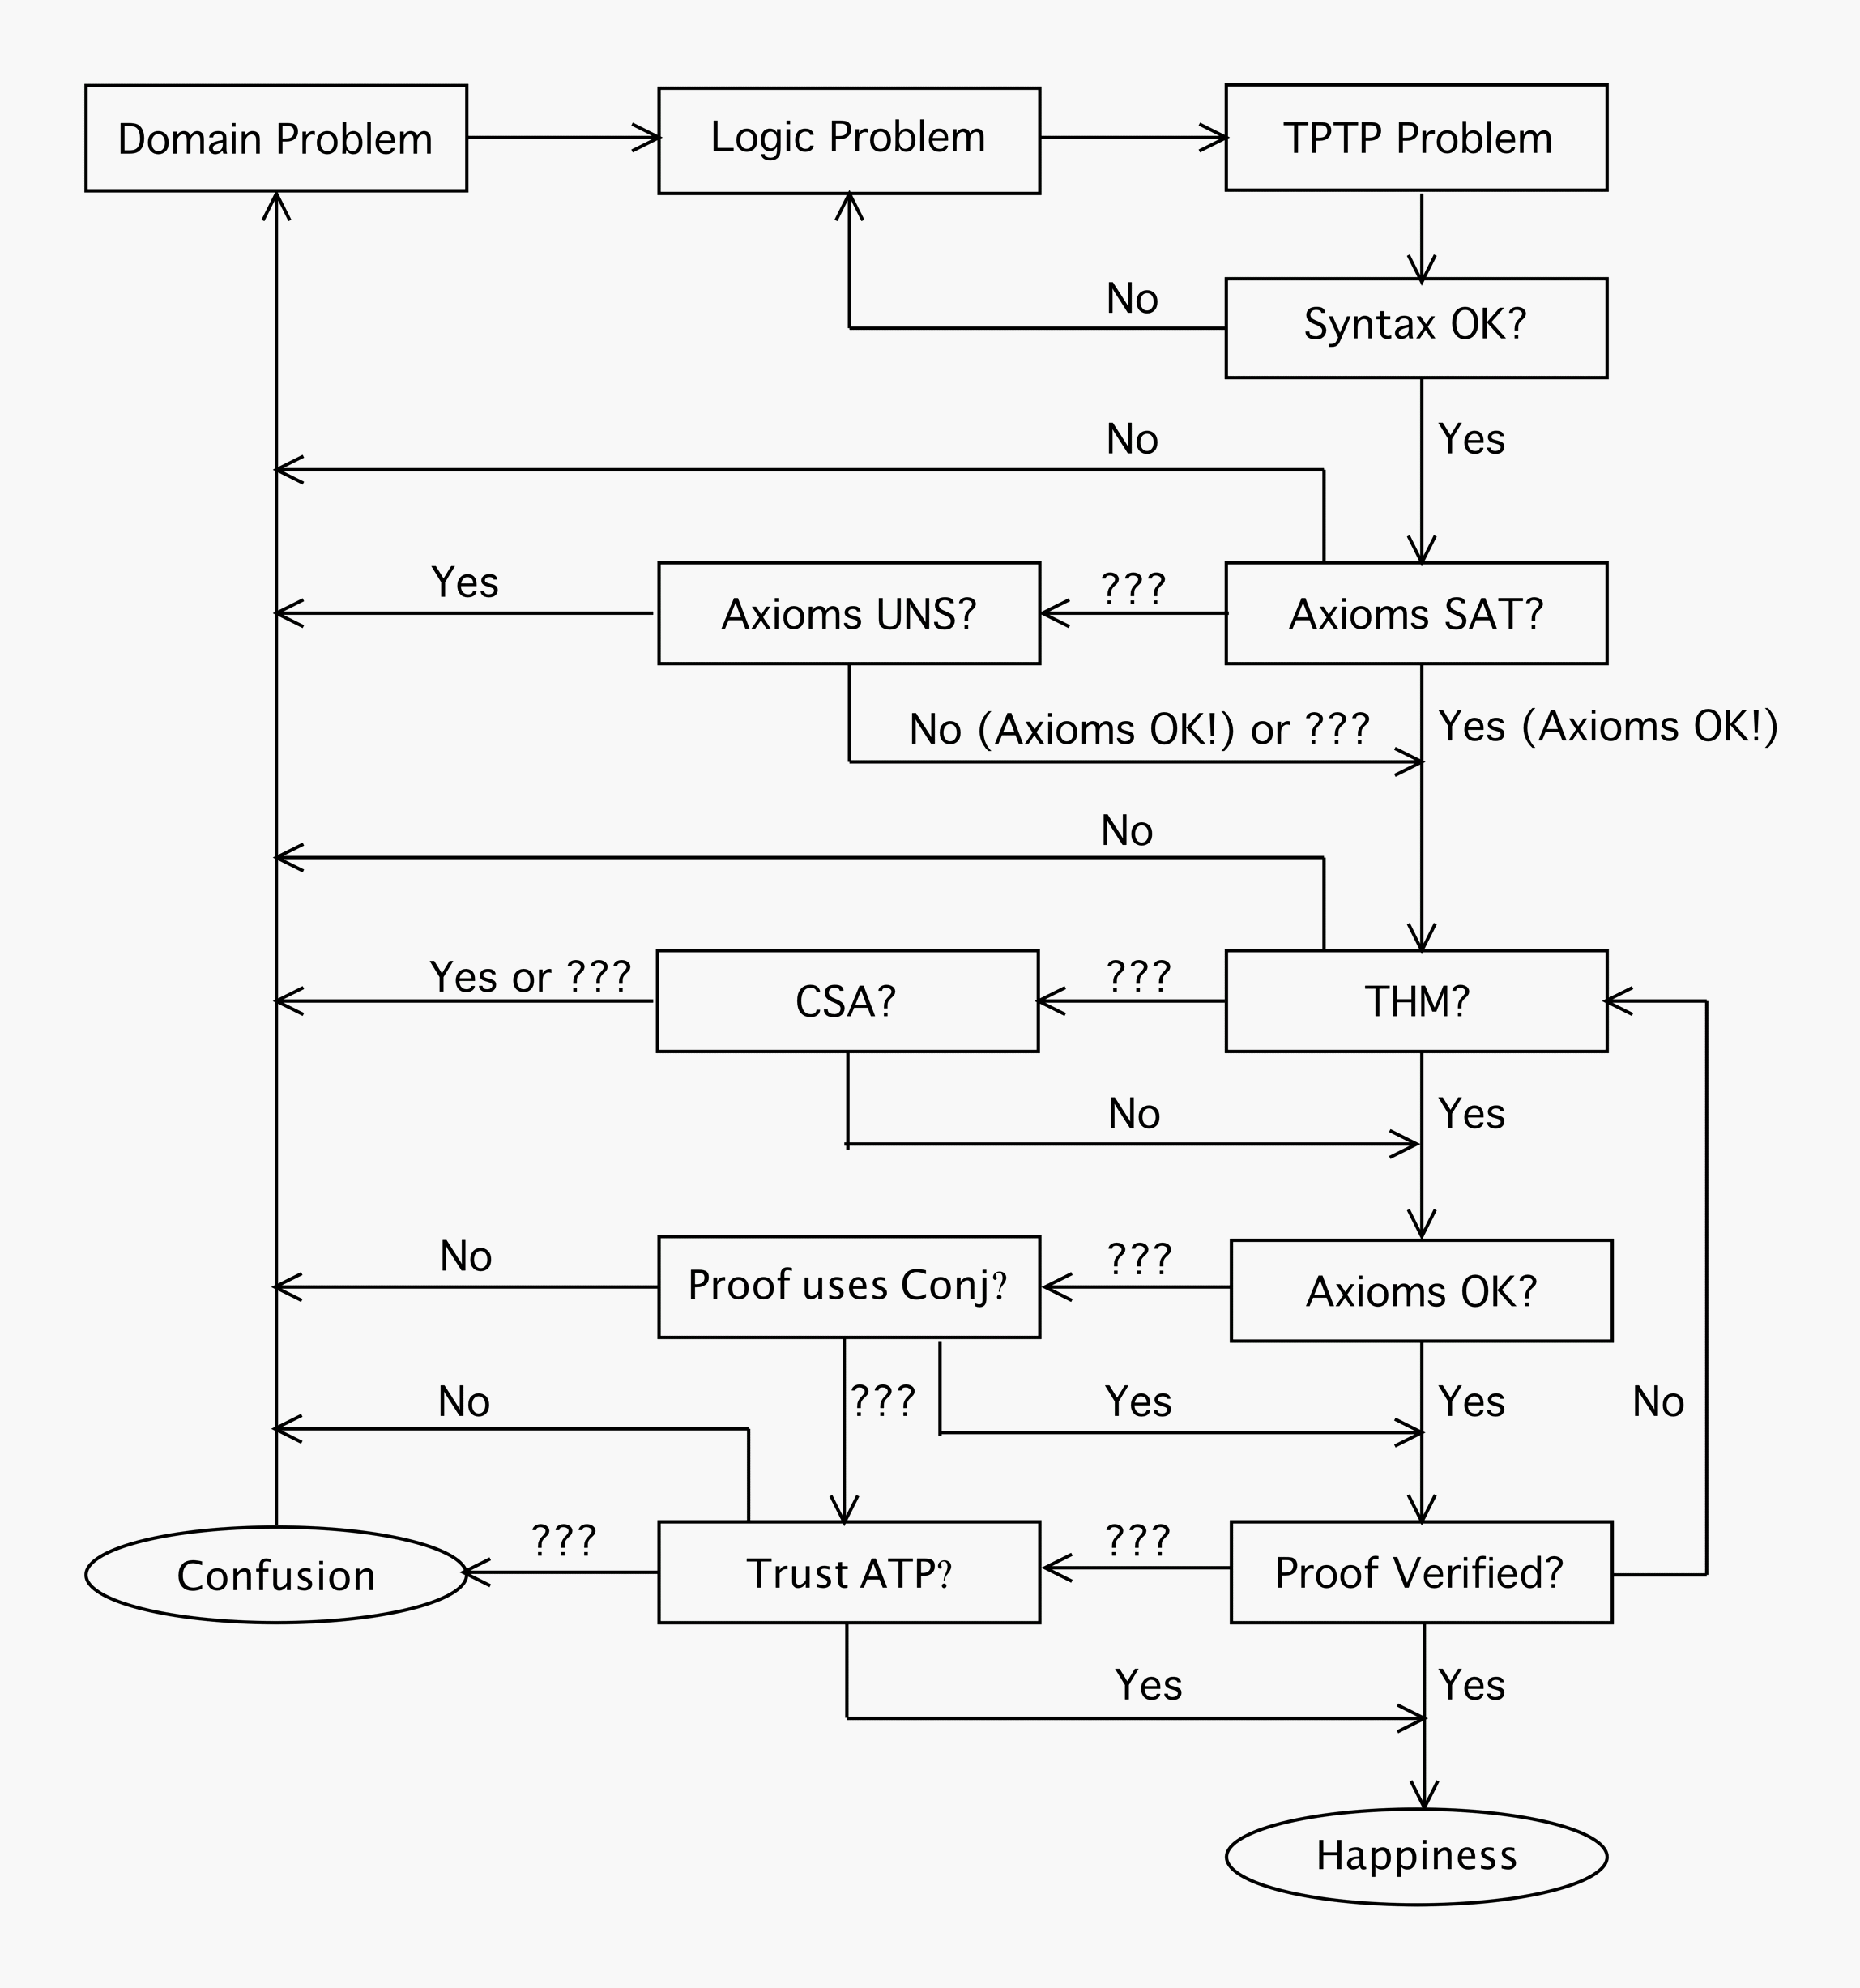 Domain Problem
Logic Problem
TPTP Problem
No
Syntax OK?
No
Yes
Yes
Axioms UNS?
???
Axioms SAT?
No (Axioms OK!) or ???
Yes (Axioms OK!)
No
Yes or ???
CSA?
???
THM?
No
Yes
No
Proof uses Conj?
???
Axioms OK?
No
???
Yes
Yes
No
Confusion
???
Trust ATP?
???
Proof Verified?
Yes
Yes
Happiness